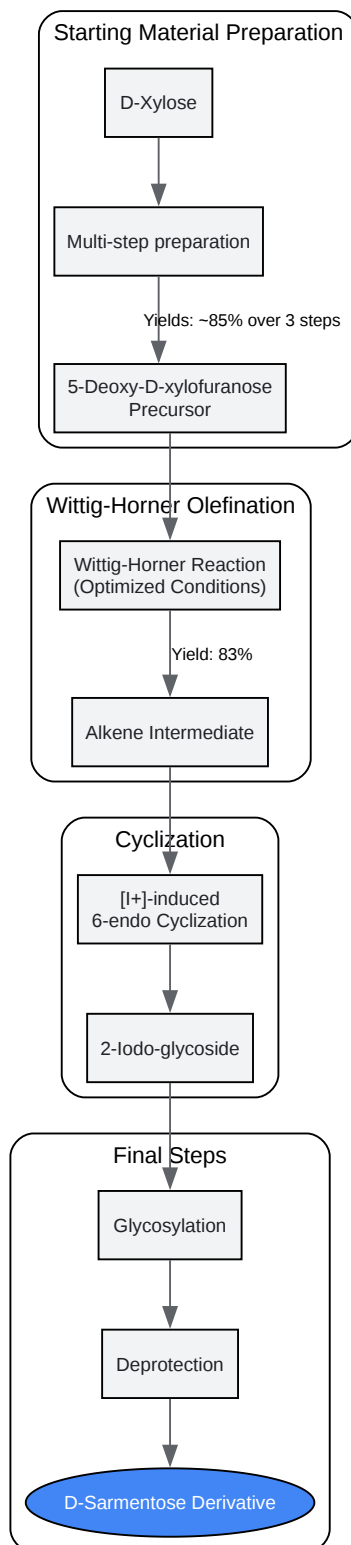 Starting Material Preparation
D-Xylose
Multi-step preparation
Yields: ~85% over 3 steps
5-Deoxy-D-xylofuranose
Precursor
Wittig-Horner Olefination
Wittig-Horner Reaction
(Optimized Conditions)
Yield: 83%
Alkene Intermediate
Cyclization
[I+]-induced
6-endo Cyclization
2-Iodo-glycoside
Final Steps
Glycosylation
Deprotection
D-Sarmentose Derivative